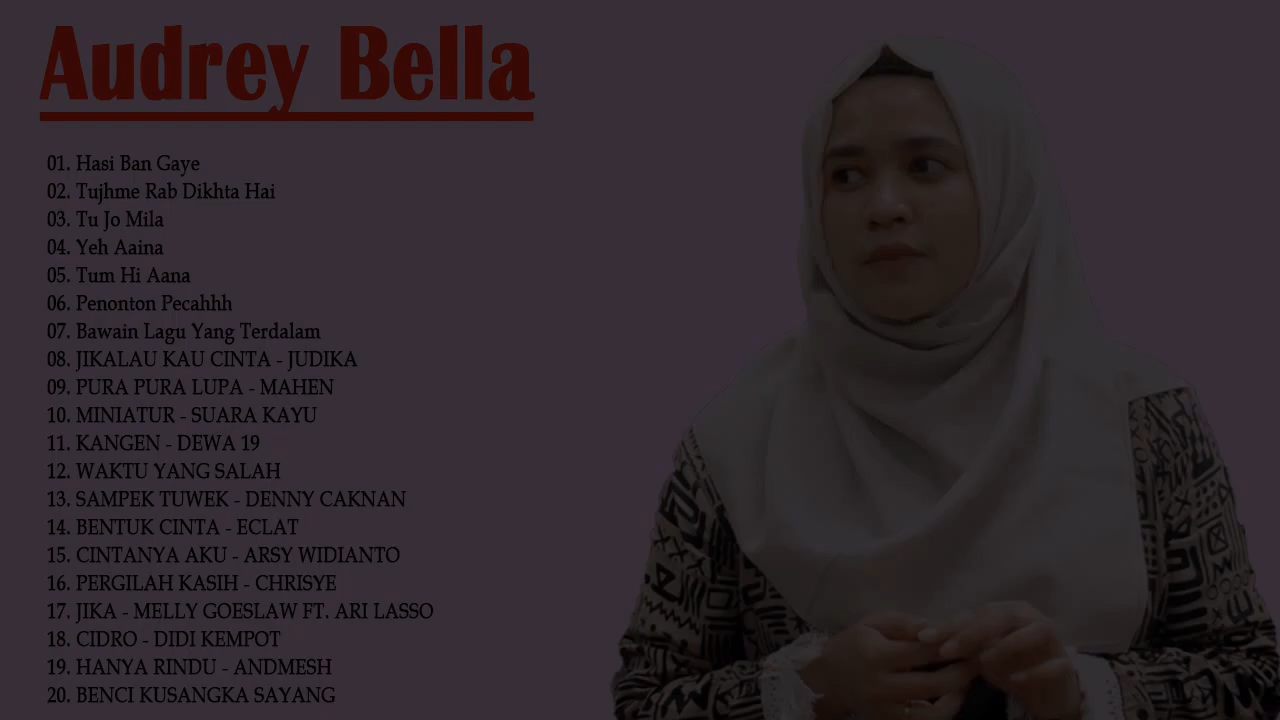 Audrey Bella
01. Hasi Ban Gaye
02. Tujhme Rab Dikhta Hai
03. Tu Jo Mila
04. Yeh Aaina
05. Tum Hi Aana
06. Penonton Pecahhh
07. Bawain Lagu Yang Terdalam
08. JIKALAU KAU CINTA - JUDIKA
09. PURA PURA LUPA - MAHEN
10. MINIATUR - SUARA KAYU
11. KANGEN - DEWA 19
12. WAKTU YANG SALAH
13. SAMPEK TUWEK - DENNY CAKNAN
14. BENTUK CINTA - ECLAT
15. CINTANYA AKU - ARSY WIDIANTO
16. PERGILAH KASIH - CHRISYE
17. JIKA - MELLY GOESLAW FT. ARI LASSO
18. CIDRO - DIDI KEMPOT
19. HANYA RINDU - ANDMESH
20. BENCI KUSANGKA SAYANG